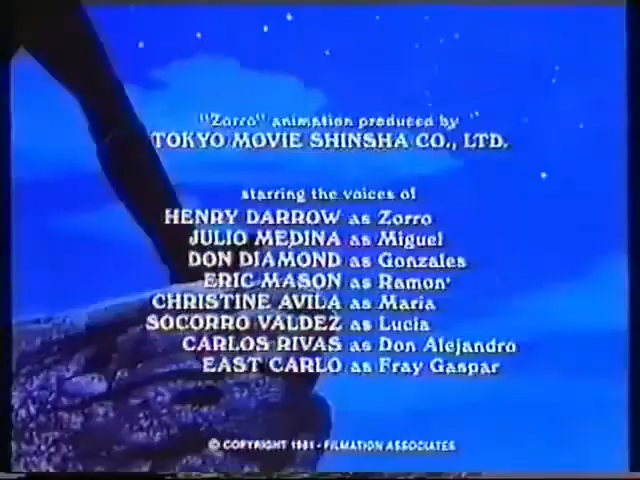 "Zorro" animation produced by
TOKYO MOVIE SHINSHA CO., LTD.
starring the voices of
HENRY DARROW as Zorro
JULIO MEDINA as Miguel
DON DIAMOND as Gonzales
ERIC MASON as Ramon
CHRISTINE AVILA as Maria
SOCORRO VALDEZ as Lucia
CARLOS RIVAS as Don Alejandro
EAST CARLO as Fray Gaspar
© COPYRIGHT 1981 - FILMATION ASSOCIATES